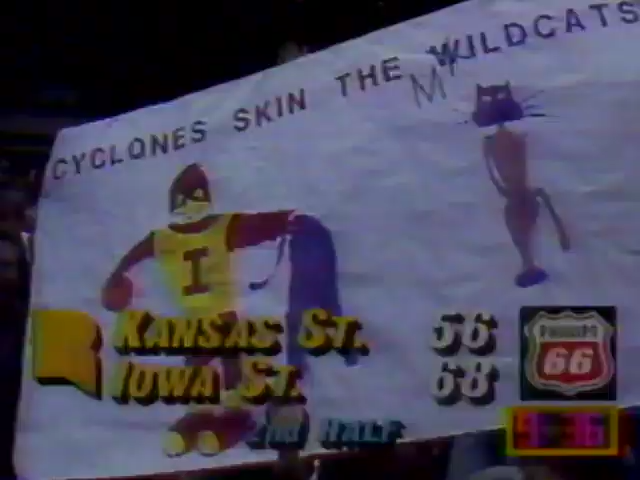 CYCLONES SKIN THE WILDCATS
M
I
KANSAS ST. 56
IOWA ST. 68
2ND HALF
PHILLIPS
66